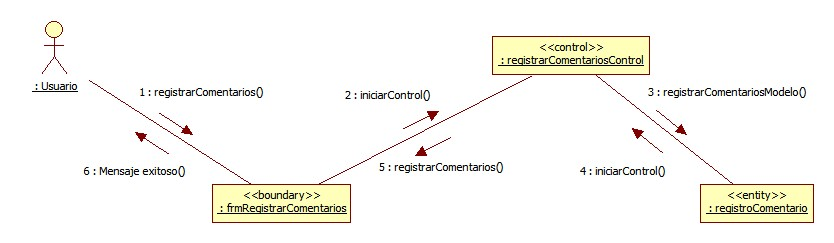 <<control>>
: registrarComentariosControl
: Usuario
1 : registrarComentarios()
2 : iniciarControl()
3 : registrarComentariosModelo()
6 : Mensaje exitoso()
5 : registrarComentarios()
4 : iniciarControl()
<<boundary>>
: frmRegistrarComentarios
<<entity>>
: registroComentario